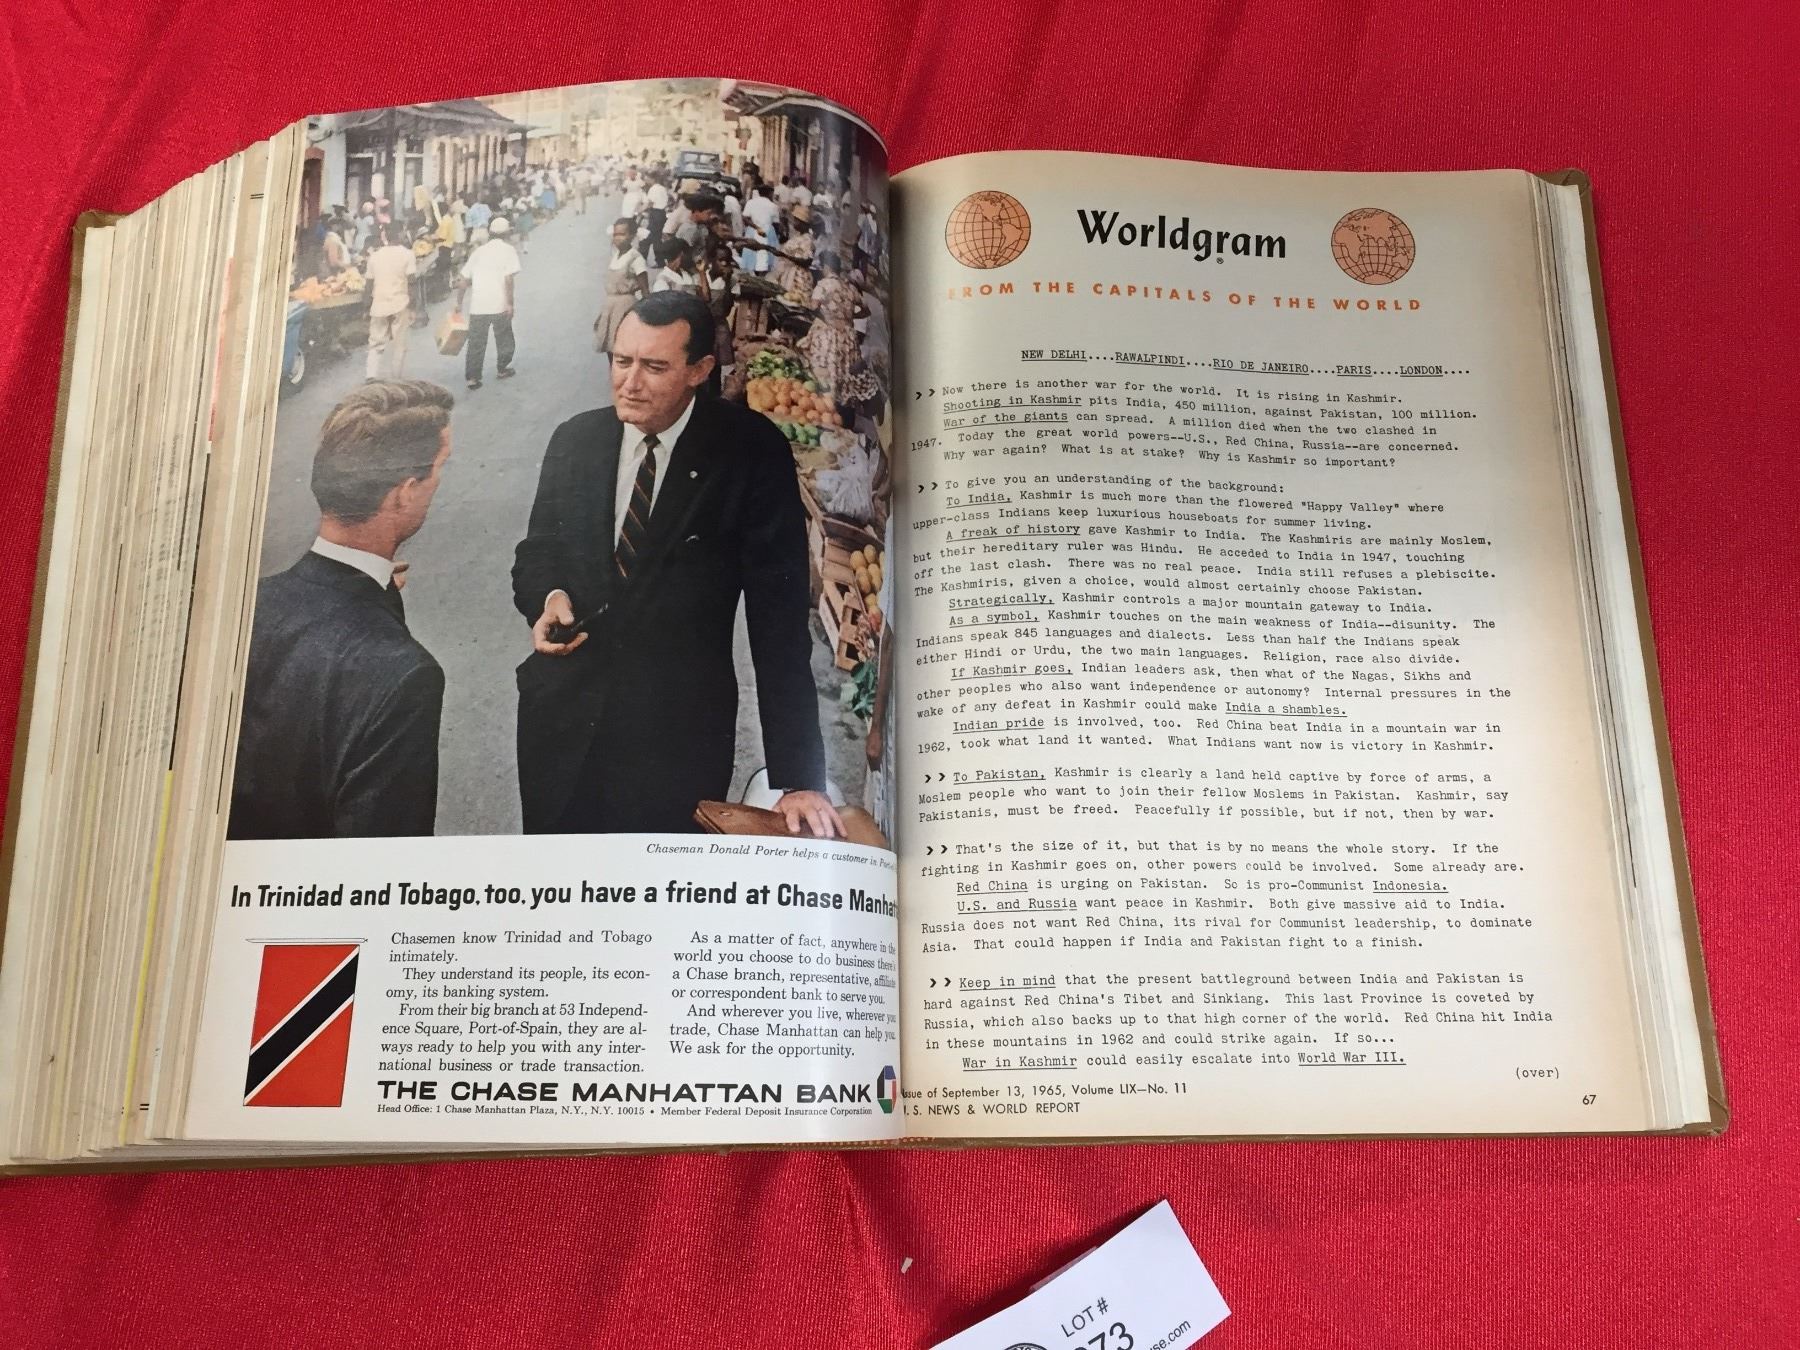 Chaseman Donald Porter helps a customer in
In Trinidad and Tobago, too, you have a friend at Chase
Chasemen know Trinidad and Tobago
intimately.
They understand its people, its econ-
omy, its banking system.
From their big branch at 53 Independ-
ence Square, Port-of-Spain, they are al-
ways ready to help you with any inter-
national business or trade transaction.
As a matter of fact, anywhere in the
world you choose to do business there's
a Chase branch, representative, affiliate
or correspondent bank to serve you.
And wherever you live, wherever you
trade, Chase Manhattan can help you.
We ask for the opportunity.
THE CHASE MANHATTAN BANK
Head Office: 1 Chase Manhattan Plaza, N.Y., N.Y. 10015 • Member Federal Deposit Insurance Corporation
Worldgram®
FROM THE CAPITALS OF THE WORLD
NEW DELHI....RAWALPINDI....RIO DE JANEIRO....PARIS....LONDON....
>> Now there is another war for the world. It is rising in Kashmir.
Shooting in Kashmir pits India, 450 million, against Pakistan, 100 million.
War of the giants can spread. A million died when the two clashed in
1947. Today the great world powers--U.S., Red China, Russia--are concerned.
Why war again? What is at stake? Why is Kashmir so important?
>> To give you an understanding of the background:
To India, Kashmir is much more than the flowered "Happy Valley" where
upper-class Indians keep luxurious houseboats for summer living.
A freak of history gave Kashmir to India. The Kashmiris are mainly Moslem,
but their hereditary ruler was Hindu. He acceded to India in 1947, touching
off the last clash. There was no real peace. India still refuses a plebiscite.
The Kashmiris, given a choice, would almost certainly choose Pakistan.
Strategically, Kashmir controls a major mountain gateway to India.
As a symbol, Kashmir touches on the main weakness of India--disunity. The
Indians speak 845 languages and dialects. Less than half the Indians speak
either Hindi or Urdu, the two main languages. Religion, race also divide.
If Kashmir goes, Indian leaders ask, then what of the Nagas, Sikhs and
other peoples who also want independence or autonomy? Internal pressures in the
wake of any defeat in Kashmir could make India a shambles.
Indian pride is involved, too. Red China beat India in a mountain war in
1962, took what land it wanted. What Indians want now is victory in Kashmir.
>> To Pakistan, Kashmir is clearly a land held captive by force of arms, a
Moslem people who want to join their fellow Moslems in Pakistan. Kashmir, say
Pakistanis, must be freed. Peacefully if possible, but if not, then by war.
>> That's the size of it, but that is by no means the whole story. If the
fighting in Kashmir goes on, other powers could be involved. Some already are.
Red China is urging on Pakistan. So is pro-Communist Indonesia.
U.S. and Russia want peace in Kashmir. Both give massive aid to India.
Russia does not want Red China, its rival for Communist leadership, to dominate
Asia. That could happen if India and Pakistan fight to a finish.
>> Keep in mind that the present battleground between India and Pakistan is
hard against Red China's Tibet and Sinkiang. This last Province is coveted by
Russia, which also backs up to that high corner of the world. Red China hit India
in these mountains in 1962 and could strike again. If so...
War in Kashmir could easily escalate into World War III.
(over)
Issue of September 13, 1965, Volume LIX—No. 11
U. S. NEWS & WORLD REPORT
67
LOT #